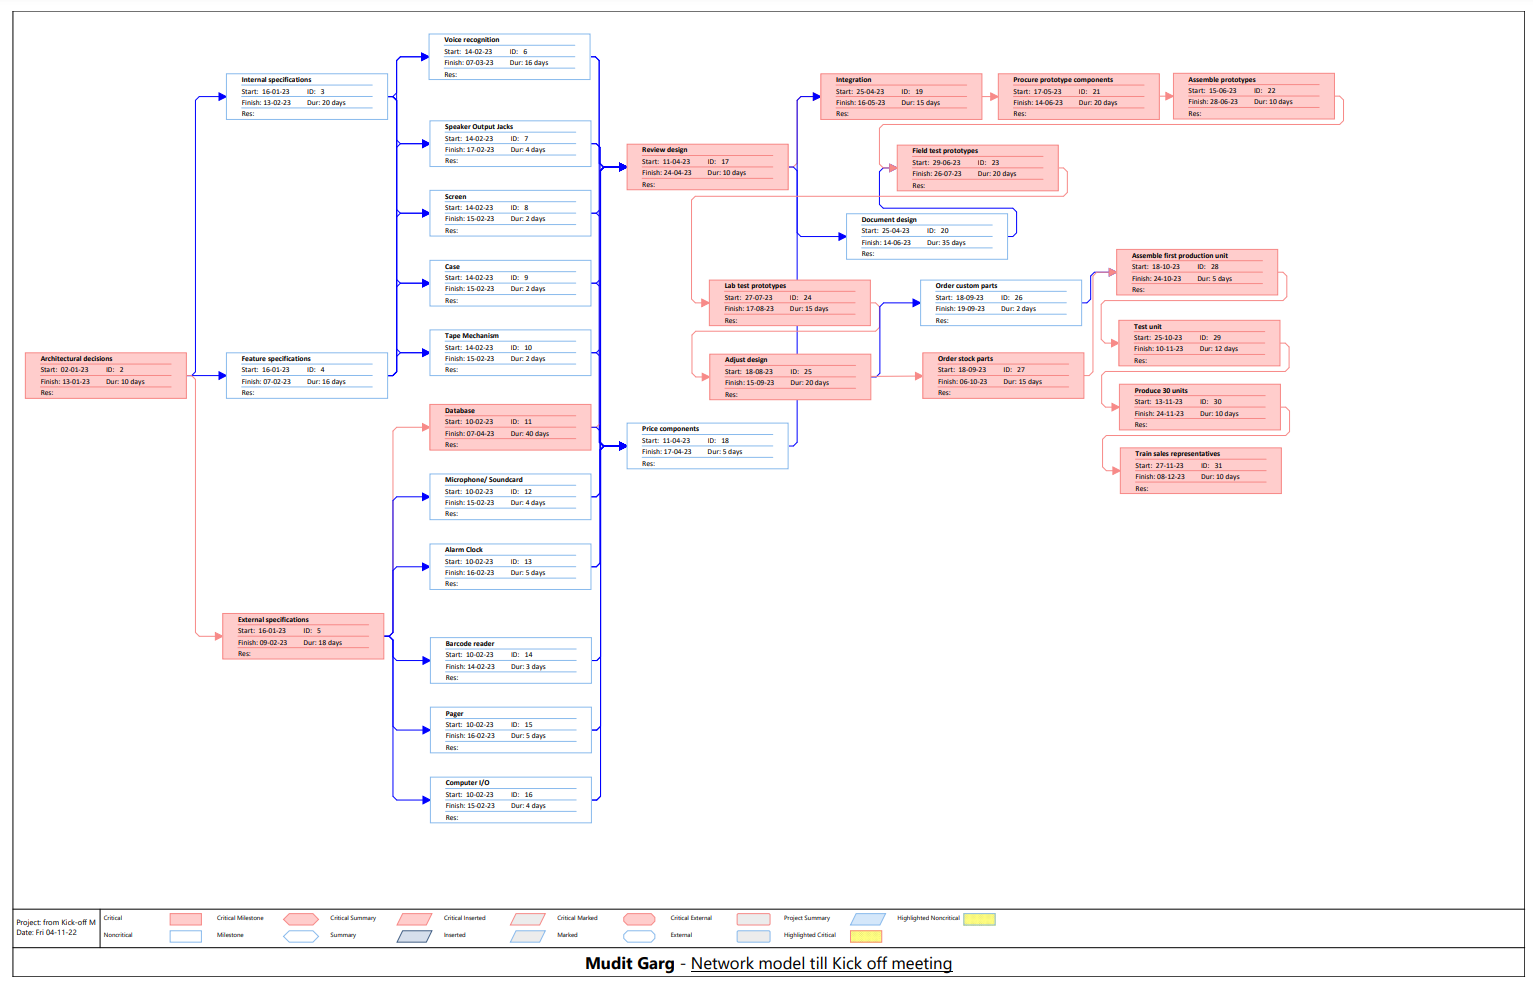 Voice recognition
Start: 14-02-23 ID: 6
Finish: 07-03-23 Dur: 16 days
Res:
Internal specifications
Start: 16-01-23 ID: 3
Finish: 13-02-23 Dur: 20 days
Res:
Integration
Start: 25-04-23 ID: 19
Finish: 16-05-23 Dur: 15 days
Res:
Procure prototype components
Start: 17-05-23 ID: 21
Finish: 14-06-23 Dur: 20 days
Res:
Assemble prototypes
Start: 15-06-23 ID: 22
Finish: 28-06-23 Dur: 10 days
Res:
Speaker Output Jacks
Start: 14-02-23 ID: 7
Finish: 17-02-23 Dur: 4 days
Res:
Review design
Start: 11-04-23 ID: 17
Finish: 24-04-23 Dur: 10 days
Res:
Field test prototypes
Start: 29-06-23 ID: 23
Finish: 26-07-23 Dur: 20 days
Res:
Screen
Start: 14-02-23 ID: 8
Finish: 15-02-23 Dur: 2 days
Res:
Document design
Start: 25-04-23 ID: 20
Finish: 14-06-23 Dur: 35 days
Res:
Case
Start: 14-02-23 ID: 9
Finish: 15-02-23 Dur: 2 days
Res:
Assemble first production unit
Start: 18-10-23 ID: 28
Finish: 24-10-23 Dur: 5 days
Res:
Lab test prototypes
Start: 27-07-23 ID: 24
Finish: 17-08-23 Dur: 15 days
Res:
Order custom parts
Start: 18-09-23 ID: 26
Finish: 19-09-23 Dur: 2 days
Res:
Tape Mechanism
Start: 14-02-23 ID: 10
Finish: 15-02-23 Dur: 2 days
Res:
Test unit
Start: 25-10-23 ID: 29
Finish: 10-11-23 Dur: 12 days
Res:
Architectural decisions
Start: 02-01-23 ID: 2
Finish: 13-01-23 Dur: 10 days
Res:
Feature specifications
Start: 16-01-23 ID: 4
Finish: 07-02-23 Dur: 16 days
Res:
Adjust design
Start: 18-08-23 ID: 25
Finish: 15-09-23 Dur: 20 days
Res:
Order stock parts
Start: 18-09-23 ID: 27
Finish: 06-10-23 Dur: 15 days
Res:
Produce 30 units
Start: 13-11-23 ID: 30
Finish: 24-11-23 Dur: 10 days
Res:
Database
Start: 10-02-23 ID: 11
Finish: 07-04-23 Dur: 40 days
Res:
Price components
Start: 11-04-23 ID: 18
Finish: 17-04-23 Dur: 5 days
Res:
Train sales representatives
Start: 27-11-23 ID: 31
Finish: 08-12-23 Dur: 10 days
Res:
Microphone/ Soundcard
Start: 10-02-23 ID: 12
Finish: 15-02-23 Dur: 4 days
Res:
Alarm Clock
Start: 10-02-23 ID: 13
Finish: 16-02-23 Dur: 5 days
Res:
External specifications
Start: 16-01-23 ID: 5
Finish: 09-02-23 Dur: 18 days
Res:
Barcode reader
Start: 10-02-23 ID: 14
Finish: 14-02-23 Dur: 3 days
Res:
Pager
Start: 10-02-23 ID: 15
Finish: 16-02-23 Dur: 5 days
Res:
Computer I/O
Start: 10-02-23 ID: 16
Finish: 15-02-23 Dur: 4 days
Res:
Project: from Kick-off M
Date: Fri 04-11-22
Critical Critical Milestone Critical Summary Critical Inserted Critical Marked Critical External Project Summary Highlighted Noncritical
Noncritical Milestone Summary Inserted Marked External Highlighted Critical
Mudit Garg - Network model till Kick off meeting